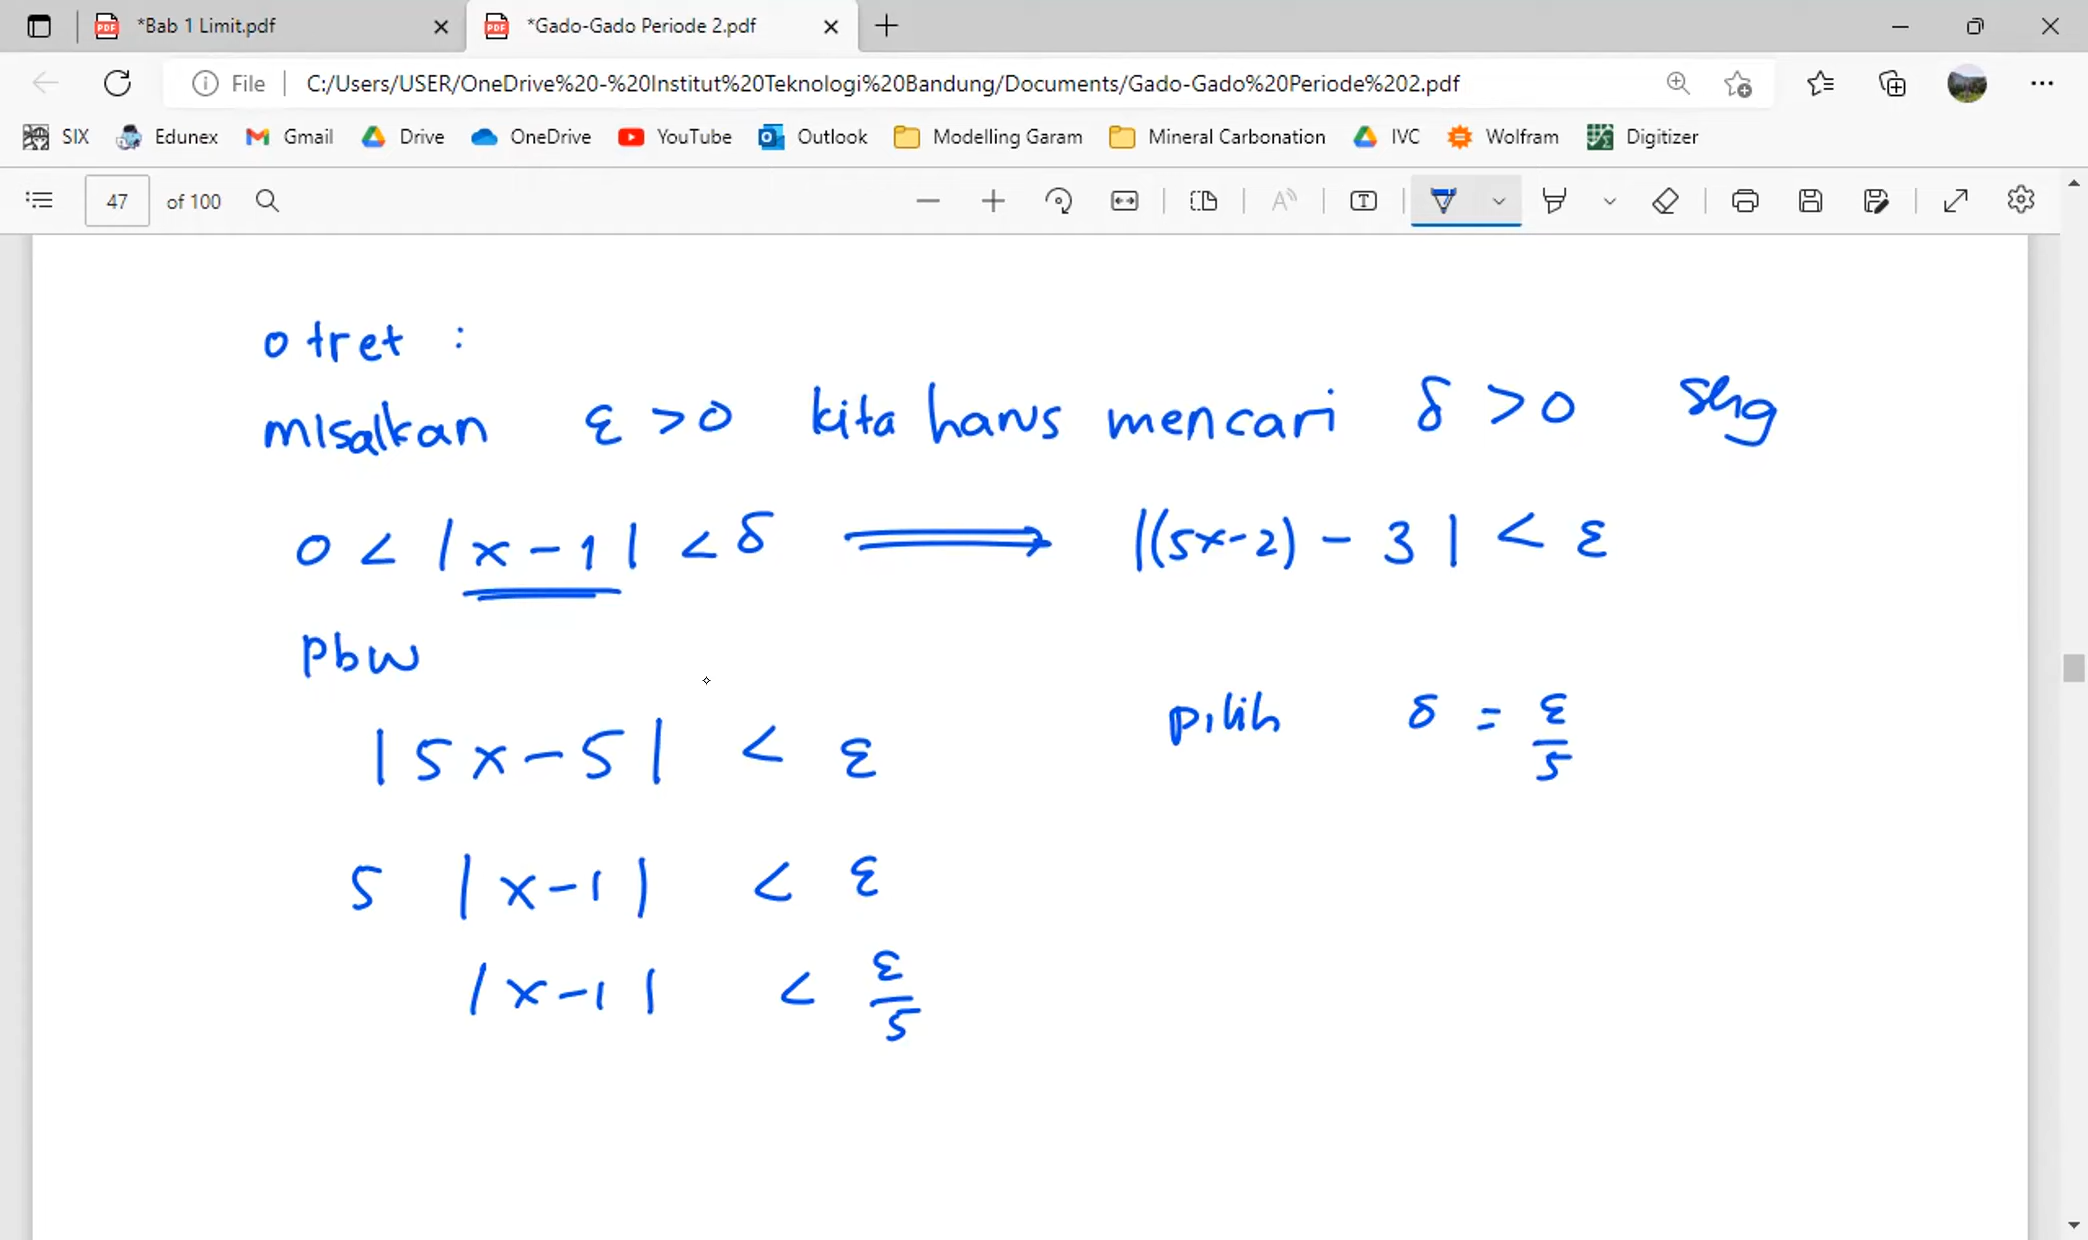 *Bab 1 Limit.pdf
*Gado-Gado Periode 2.pdf
File
C:/Users/USER/OneDrive%20-%20Institut%20Teknologi%20Bandung/Documents/Gado-Gado%20Periode%202.pdf
SIX Edunex Gmail Drive OneDrive YouTube Outlook Modelling Garam Mineral Carbonation IVC Wolfram Digitizer
47 of 100
otret :
misalkan ε > 0 kita harus mencari δ > 0 shg
0 < |x - 1| < δ ⟹ |(5x-2) - 3| < ε
pbw
|5x - 5| < ε
pilih δ = ε/5
5 |x-1| < ε
|x-1| < ε/5